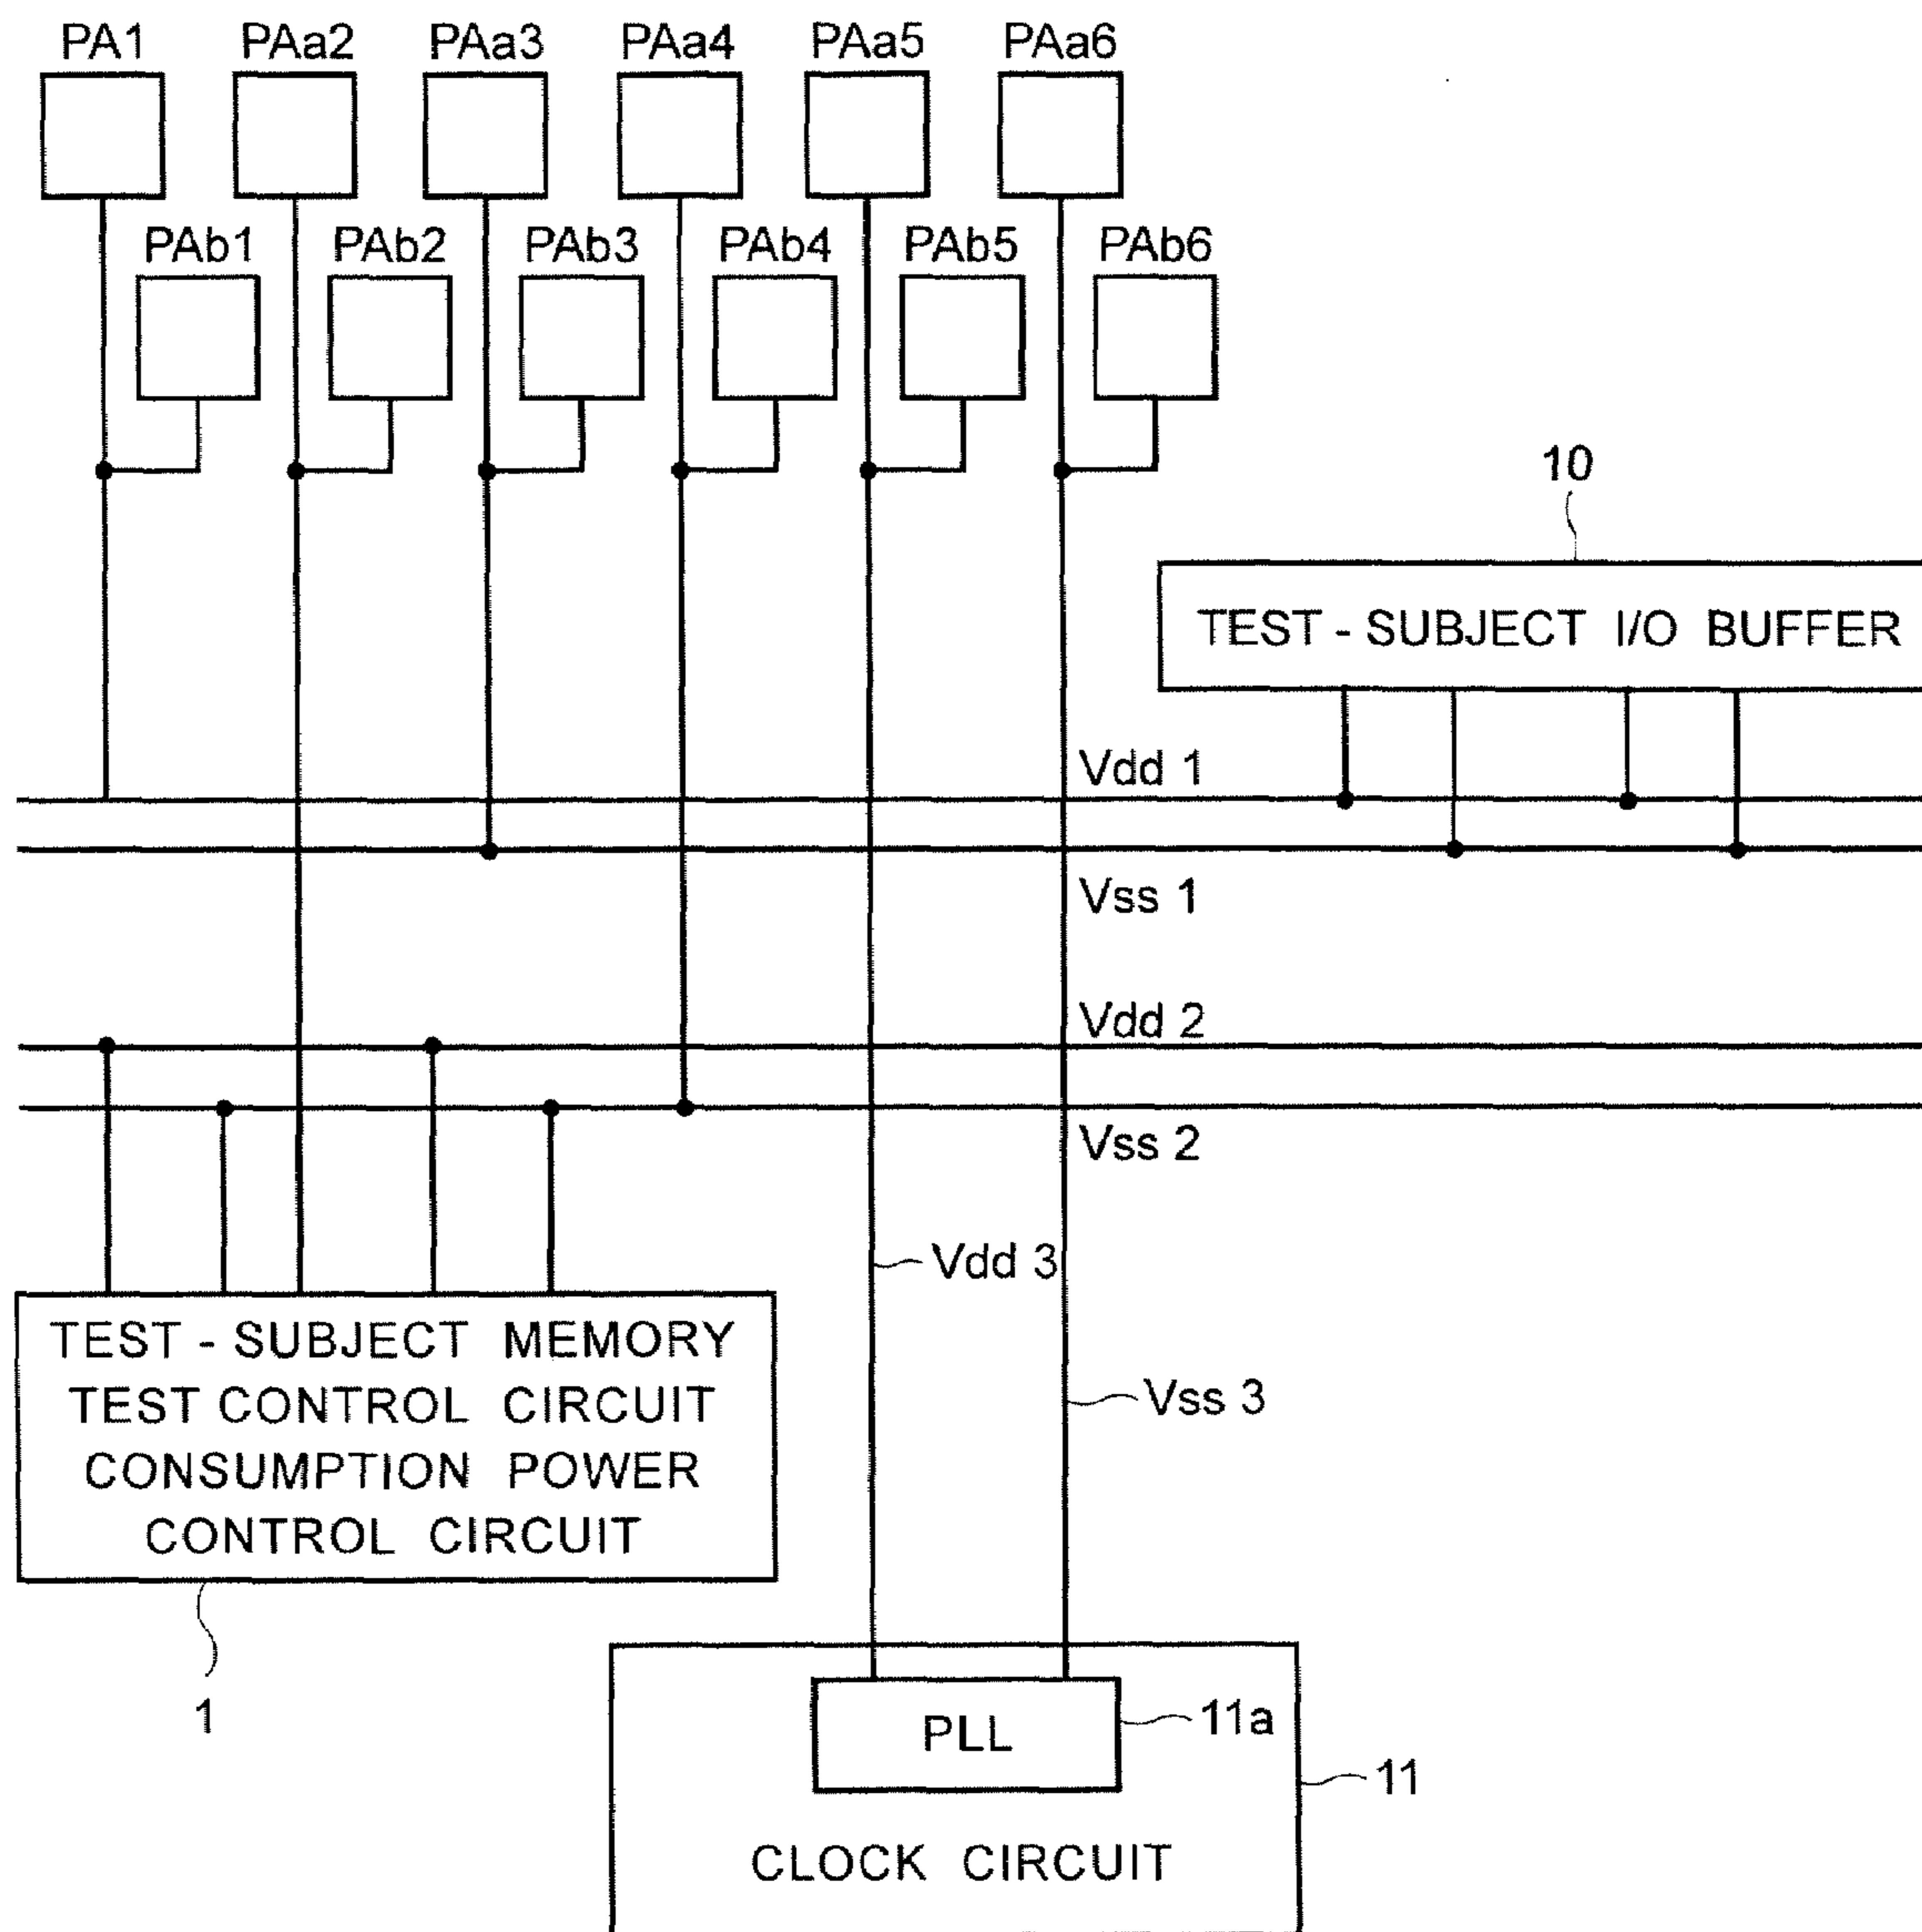 PA1 PAa2 PAa3 PAa4 PAa5 PAa6
PAb1 PAb2 PAb3 PAb4 PAb5 PAb6
10
TEST - SUBJECT I/O BUFFER
Vdd 1
Vss 1
Vdd 2
Vss 2
Vdd 3
TEST - SUBJECT MEMORY
TEST CONTROL CIRCUIT
CONSUMPTION POWER
CONTROL CIRCUIT
Vss 3
1
PLL
11a
11
CLOCK CIRCUIT